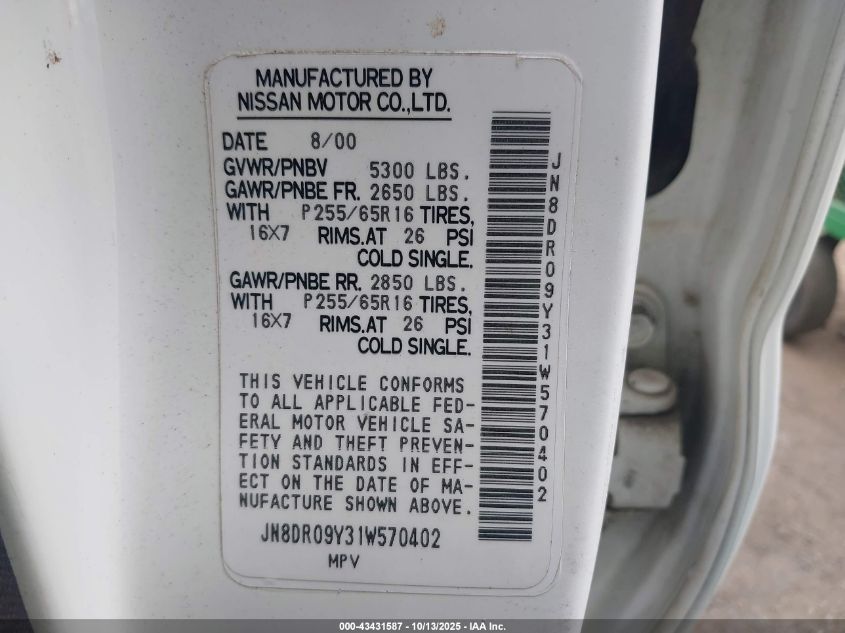 MANUFACTURED BY
NISSAN MOTOR CO.,LTD.
DATE 8/00
GVWR/PNBV 5300 LBS.
GAWR/PNBE FR. 2650 LBS.
WITH P255/65R16 TIRES,
16X7 RIMS.AT 26 PSI
COLD SINGLE.
GAWR/PNBE RR. 2850 LBS.
WITH P255/65R16 TIRES,
16X7 RIMS.AT 26 PSI
COLD SINGLE.
THIS VEHICLE CONFORMS
TO ALL APPLICABLE FED-
ERAL MOTOR VEHICLE SA-
FETY AND THEFT PREVEN-
TION STANDARDS IN EFF-
ECT ON THE DATE OF MA-
NUFACTURE SHOWN ABOVE.
JN8DR09Y31W570402
MPV
JN8DR09Y31W570402
000-43431587 - 10/13/2025 - IAA Inc.